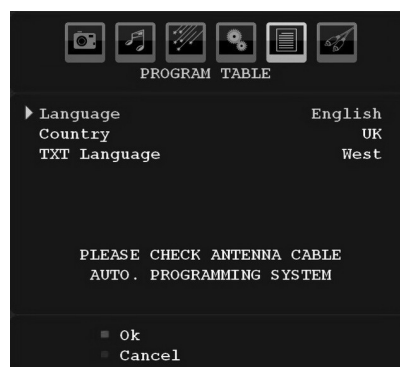 PROGRAM TABLE
Language English
Country UK
TXT Language West
PLEASE CHECK ANTENNA CABLE
AUTO. PROGRAMMING SYSTEM
Ok
Cancel